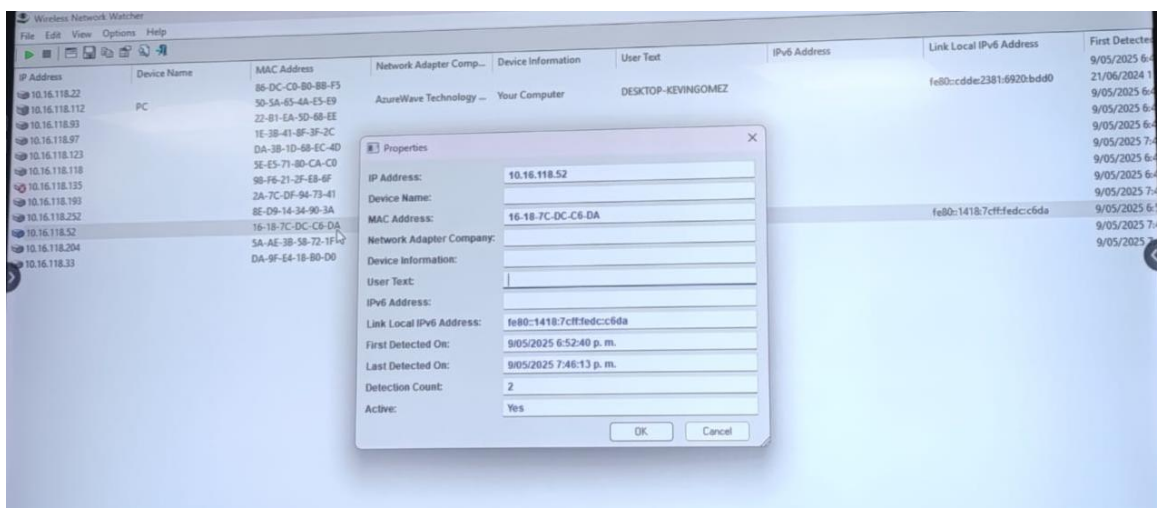 Wireless Network Watcher
File Edit View Options Help
IP Address Device Name MAC Address Network Adapter Comp... Device Information User Text IPv6 Address Link Local IPv6 Address First Detected
10.16.118.22 86-DC-C0-B0-BB-F5 fe80::cdde:2381:6920:bdd0 9/05/2025 6:4
10.16.118.112 PC 50-5A-65-4A-E5-E9 AzureWave Technology ... Your Computer DESKTOP-KEVINGOMEZ 21/06/2024 1
10.16.118.93 22-81-EA-5D-68-EE 9/05/2025 6:4
10.16.118.97 1E-3B-41-8F-3F-2C 9/05/2025 6:4
10.16.118.123 DA-3B-1D-68-EC-4D 9/05/2025 6:4
10.16.118.118 5E-E5-71-80-CA-C0 9/05/2025 7:4
10.16.118.135 98-F6-21-2F-E8-6F 9/05/2025 6:4
10.16.118.193 2A-7C-DF-94-73-41 9/05/2025 6:4
10.16.118.252 8E-D9-14-34-90-3A 9/05/2025 7:4
10.16.118.52 16-18-7C-DC-C6-DA fe80::1418:7cff:fedc:c6da 9/05/2025 6:5
10.16.118.204 5A-AE-3B-58-72-1F 9/05/2025 7:
10.16.118.33 DA-9F-E4-1B-B0-D0 9/05/2025
Properties
IP Address: 10.16.118.52
Device Name:
MAC Address: 16-18-7C-DC-C6-DA
Network Adapter Company:
Device Information:
User Text:
IPv6 Address:
Link Local IPv6 Address: fe80::1418:7cff:fedc:c6da
First Detected On: 9/05/2025 6:52:40 p. m.
Last Detected On: 9/05/2025 7:46:13 p. m.
Detection Count: 2
Active: Yes
OK Cancel